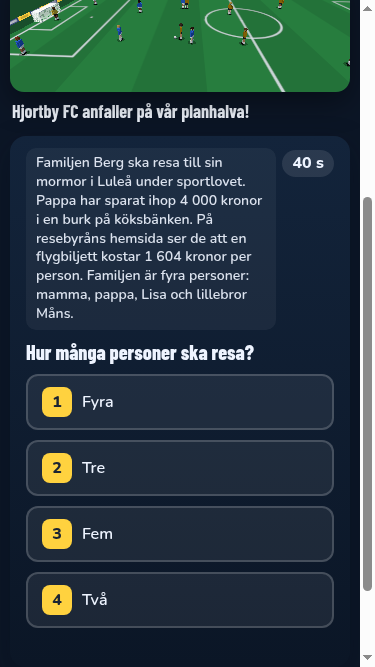 Hjortby FC anfaller på vår planhalva!
Familjen Berg ska resa till sin
mormor i Luleå under sportlovet.
Pappa har sparat ihop 4 000 kronor
i en burk på köksbänken. På
resebyråns hemsida ser de att en
flygbiljett kostar 1 604 kronor per
person. Familjen är fyra personer:
mamma, pappa, Lisa och lillebror
Måns.
40 s
Hur många personer ska resa?
1 Fyra
2 Tre
3 Fem
4 Två